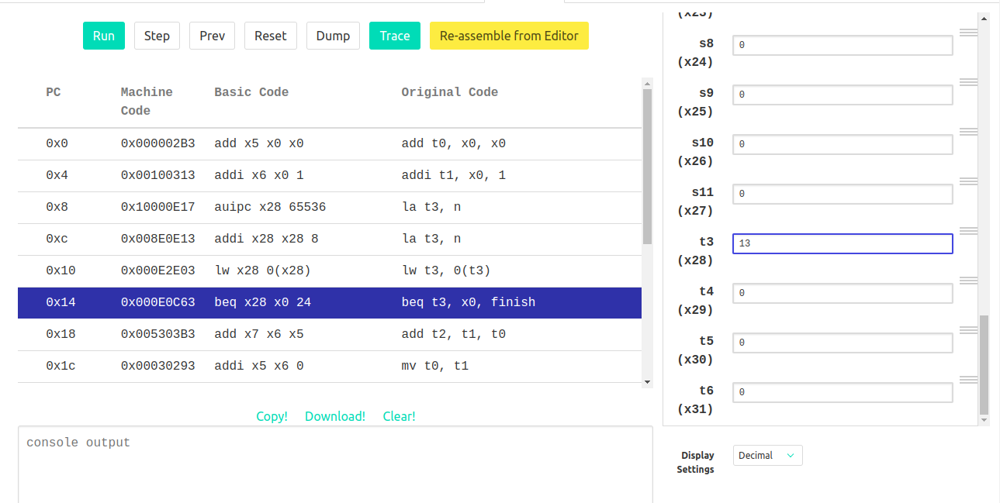 Run Step Prev Reset Dump Trace Re-assemble from Editor
PC Machine Code Basic Code Original Code
0x0 0x000002B3 add x5 x0 x0 add t0, x0, x0
0x4 0x00100313 addi x6 x0 1 addi t1, x0, 1
0x8 0x10000E17 auipc x28 65536 la t3, n
0xc 0x008E0E13 addi x28 x28 8 la t3, n
0x10 0x000E2E03 lw x28 0(x28) lw t3, 0(t3)
0x14 0x000E0C63 beq x28 x0 24 beq t3, x0, finish
0x18 0x005303B3 add x7 x6 x5 add t2, t1, t0
0x1c 0x00030293 addi x5 x6 0 mv t0, t1
Copy! Download! Clear!
console output
(x23)
s8 0
(x24)
s9 0
(x25)
s10 0
(x26)
s11 0
(x27)
t3 13
(x28)
t4 0
(x29)
t5 0
(x30)
t6 0
(x31)
Display Decimal
Settings